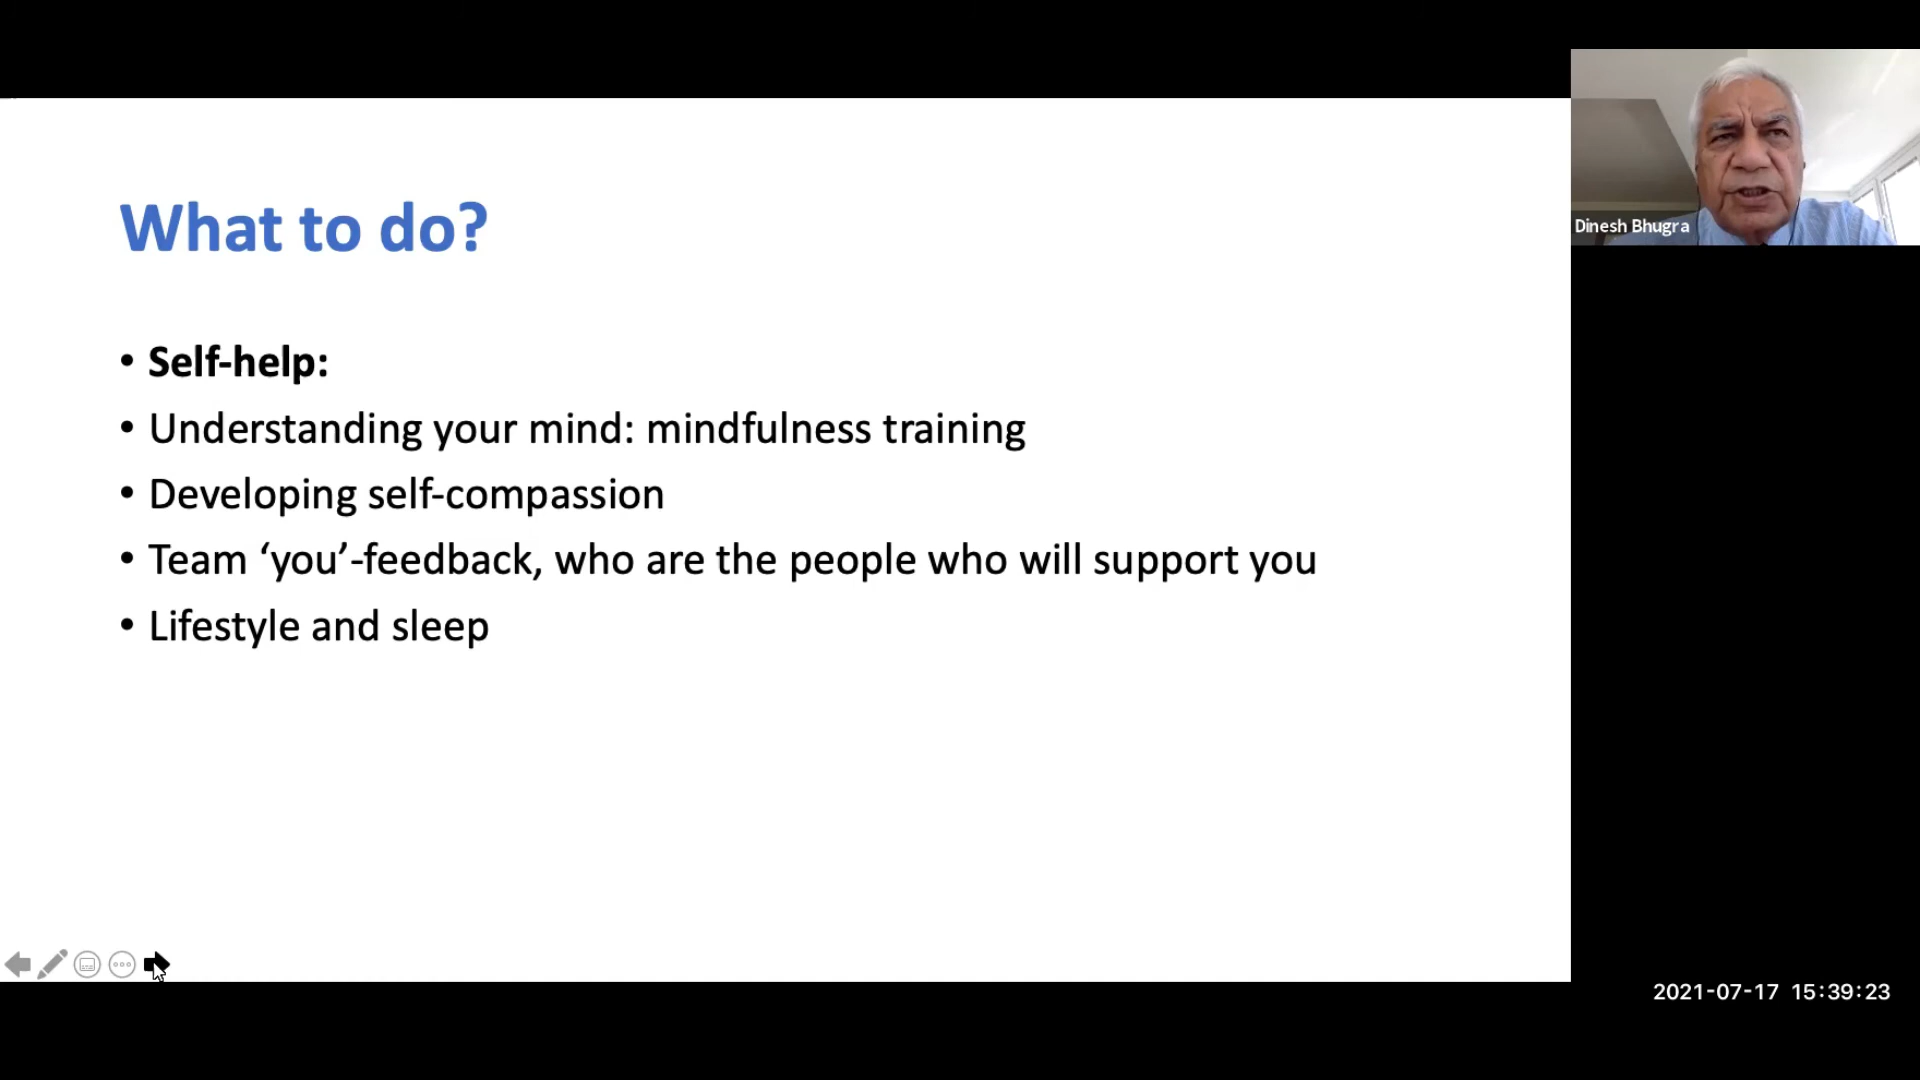 What to do?
• Self-help:
• Understanding your mind: mindfulness training
• Developing self-compassion
• Team ‘you’-feedback, who are the people who will support you
• Lifestyle and sleep
Dinesh Bhugra
2021-07-17 15:39:23